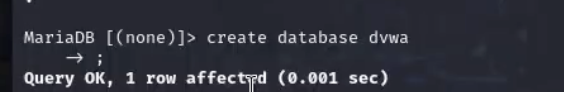 MariaDB [(none)]> create database dvwa
→ ;
Query OK, 1 row affected (0.001 sec)